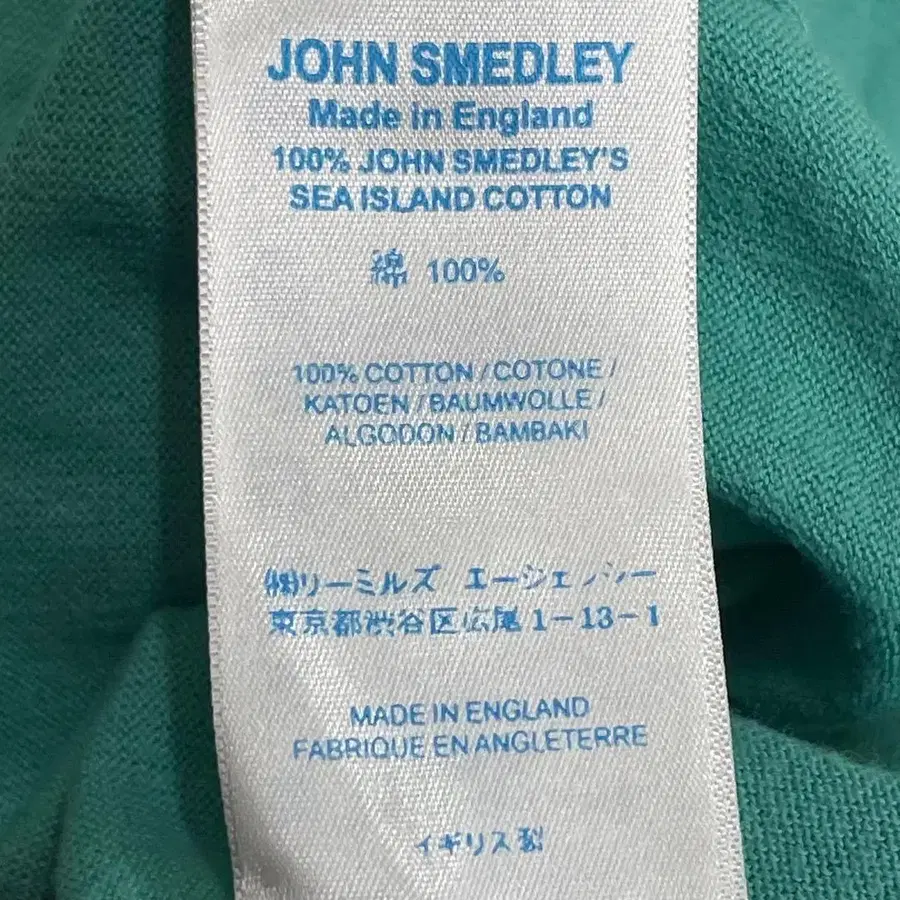 JOHN SMEDLEY
Made in England
100% JOHN SMEDLEY'S
SEA ISLAND COTTON
綿 100%
100% COTTON / COTONE /
KATOEN / BAUMWOLLE /
ALGODON / BAMBAKI
㈱リーミルズ エージェンシー
東京都渋谷区広尾1-13-1
MADE IN ENGLAND
FABRIQUE EN ANGLETERRE
イギリス製